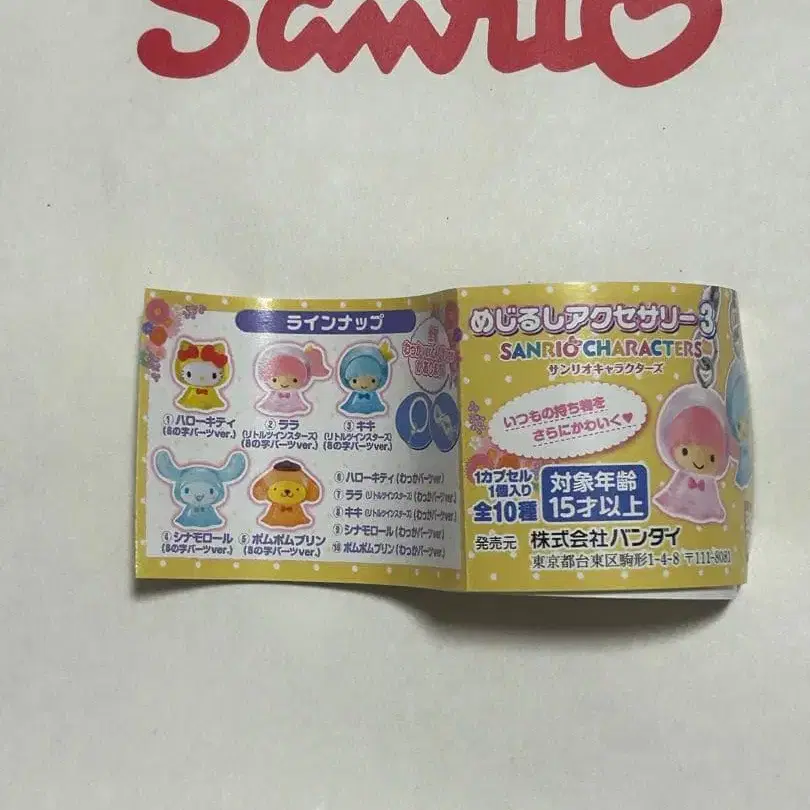 Sanrio
ラインナップ
①ハローキティ
(8の字パーツver.)
②ララ
(リトルツインスターズ)
(8の字パーツver.)
③キキ
(リトルツインスターズ)
(8の字パーツver.)
④シナモロール
(8の字パーツver.)
⑤ポムポムプリン
(8の字パーツver.)
⑥ハローキティ(わっかパーツver.)
⑦ララ(リトルツインスターズ)(わっかパーツver.)
⑧キキ(リトルツインスターズ)(わっかパーツver.)
⑨シナモロール(わっかパーツver.)
⑩ポムポムプリン(わっかパーツver.)
めじるしアクセサリー3
SANRIO CHARACTERS
サンリオキャラクターズ
いつもの持ち物を
さらにかわいく♥
1カプセル
1個入り
全10種
対象年齢
15才以上
発売元 株式会社バンダイ
東京都台東区駒形1-4-8 〒111-8081